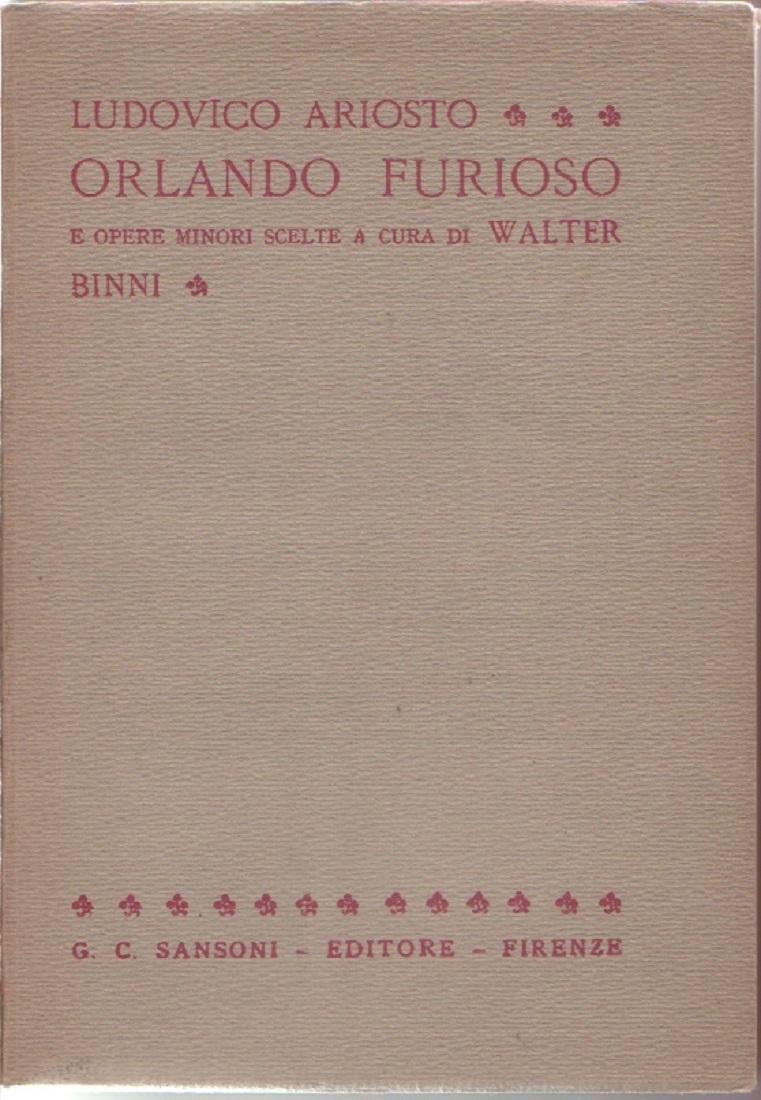 LUDOVICO ARIOSTO
ORLANDO FURIOSO
E OPERE MINORI SCELTE A CURA DI WALTER
BINNI
G. C. SANSONI – EDITORE – FIRENZE